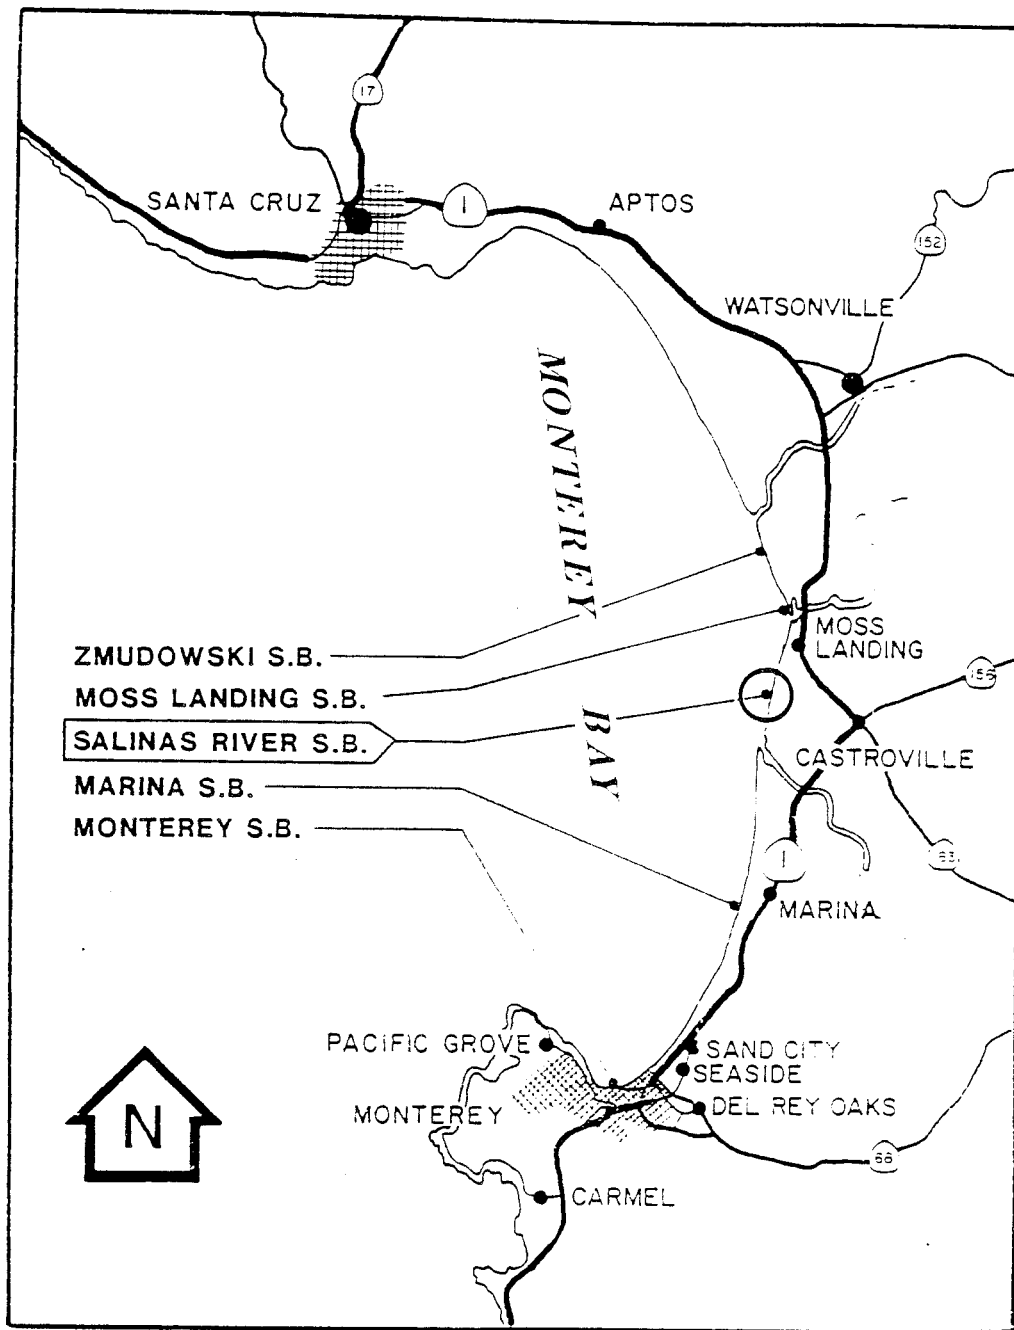 17
SANTA CRUZ
1
APTOS
152
WATSONVILLE
MONTEREY
BAY
MOSS
LANDING
ZMUDOWSKI S.B.
MOSS LANDING S.B.
SALINAS RIVER S.B.
MARINA S.B.
MONTEREY S.B.
156
CASTROVILLE
1
MARINA
PACIFIC GROVE
SAND CITY
SEASIDE
MONTEREY
DEL REY OAKS
68
CARMEL
N